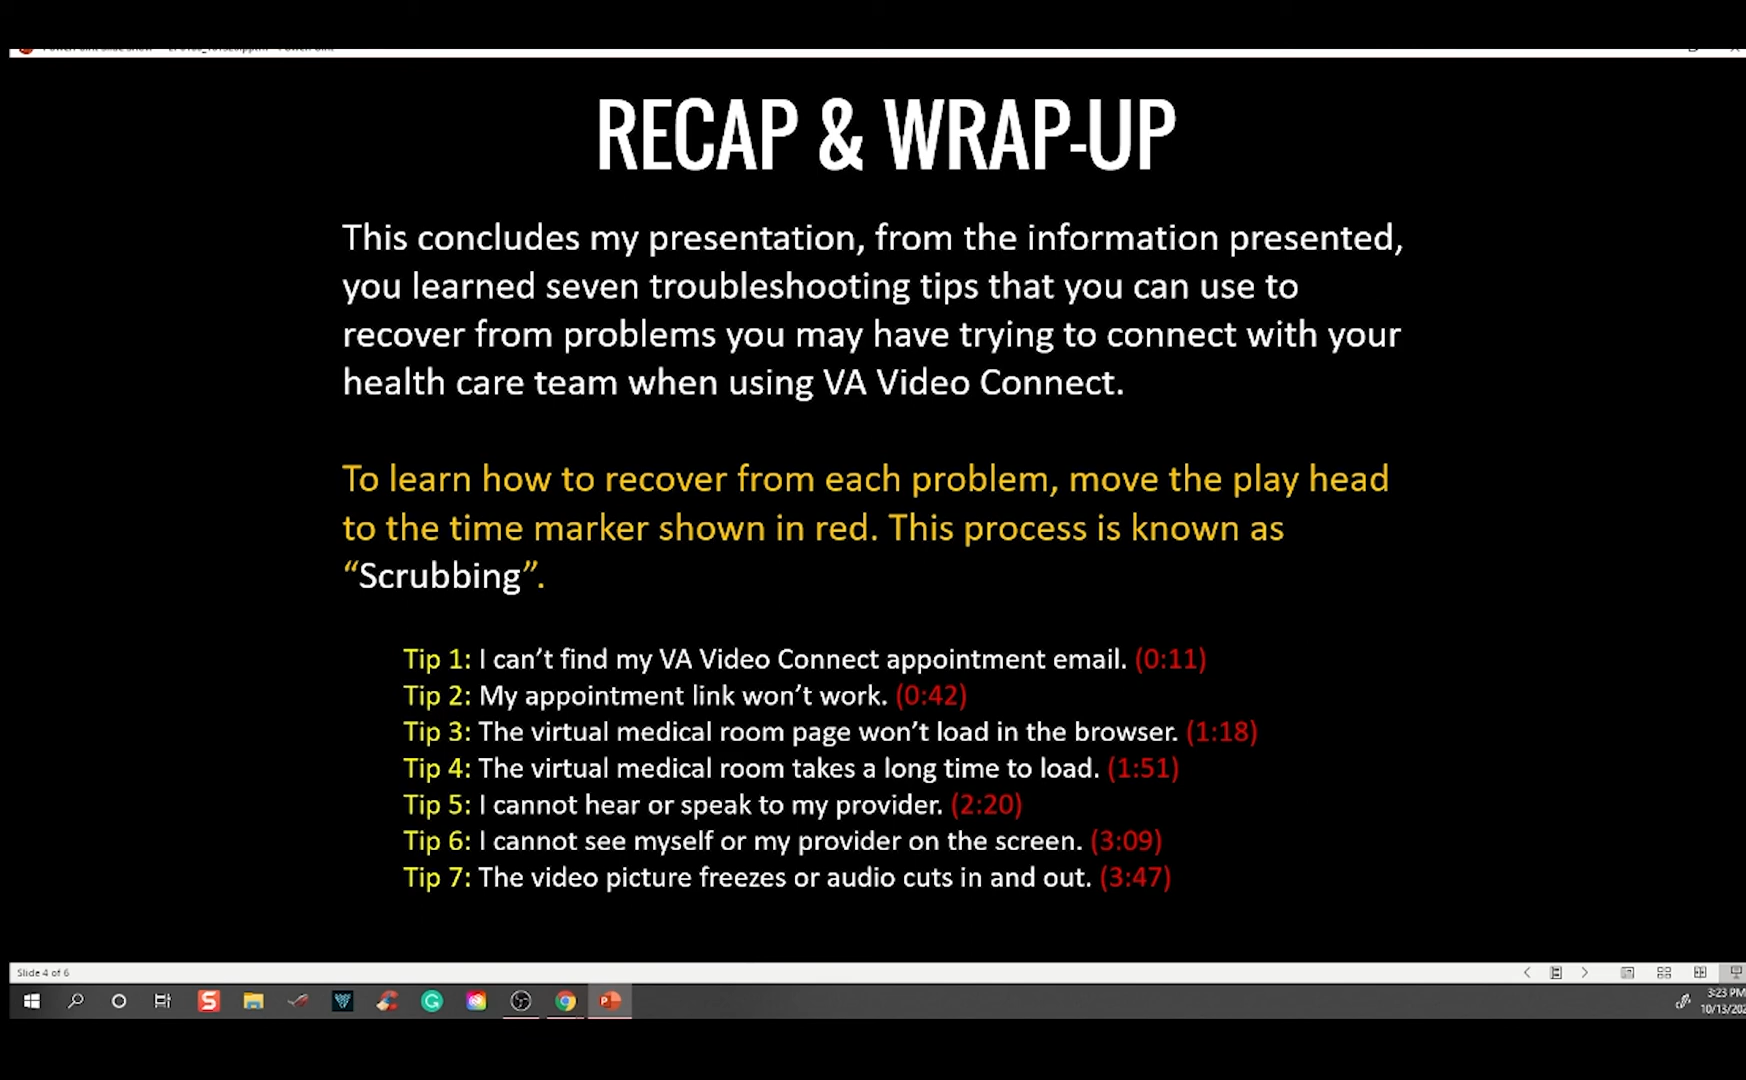 RECAP & WRAP-UP
This concludes my presentation, from the information presented,
you learned seven troubleshooting tips that you can use to
recover from problems you may have trying to connect with your
health care team when using VA Video Connect.
To learn how to recover from each problem, move the play head
to the time marker shown in red. This process is known as
“Scrubbing”.
Tip 1: I can’t find my VA Video Connect appointment email. (0:11)
Tip 2: My appointment link won’t work. (0:42)
Tip 3: The virtual medical room page won’t load in the browser. (1:18)
Tip 4: The virtual medical room takes a long time to load. (1:51)
Tip 5: I cannot hear or speak to my provider. (2:20)
Tip 6: I cannot see myself or my provider on the screen. (3:09)
Tip 7: The video picture freezes or audio cuts in and out. (3:47)
Slide 4 of 6
3:23 PM
10/13/202